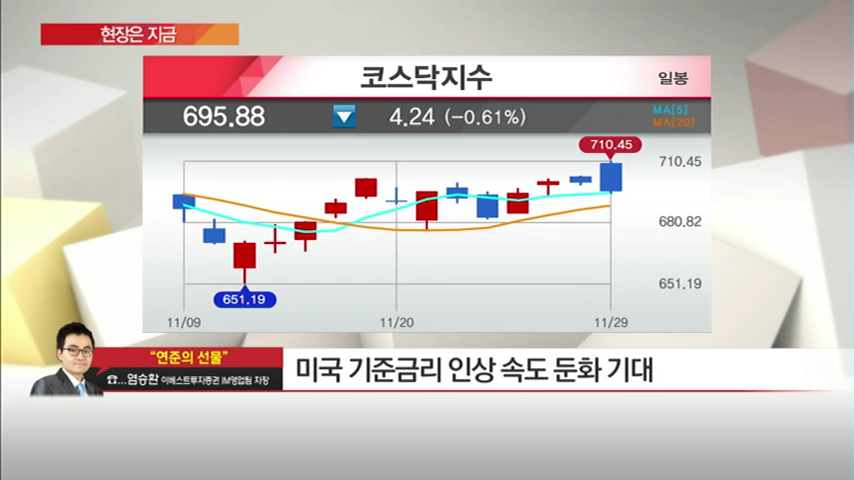 현장은 지금
코스닥지수
일봉
695.88 ▼ 4.24 (-0.61%)
MA[5]
MA[20]
710.45
710.45
680.82
651.19
651.19
11/09 11/20 11/29
"연준의 선물"
☎...염승환 이베스트투자증권 IM영업팀 차장
미국 기준금리 인상 속도 둔화 기대